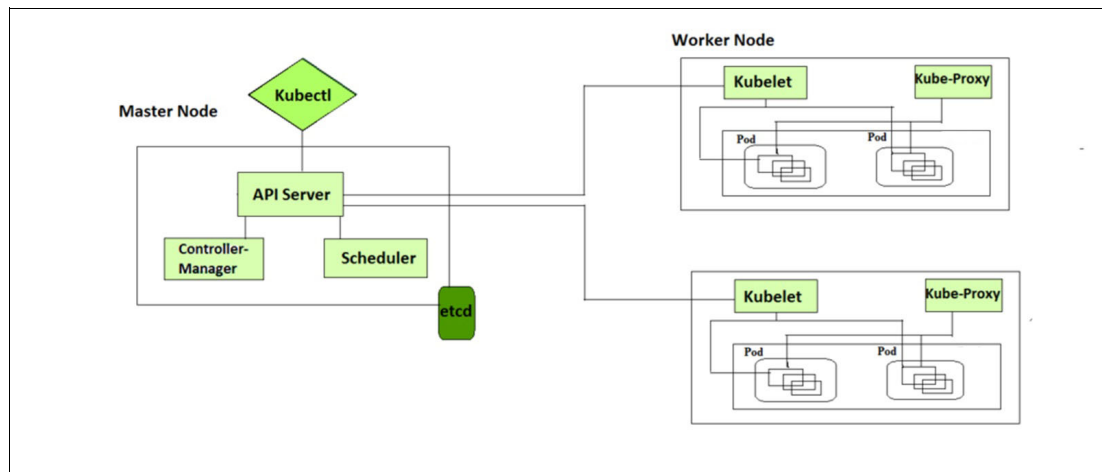 Kubectl
Master Node
API Server
Controller-
Manager
Scheduler
etcd
Worker Node
Kubelet
Kube-Proxy
Pod
Pod
Kubelet
Kube-Proxy
Pod
Pod